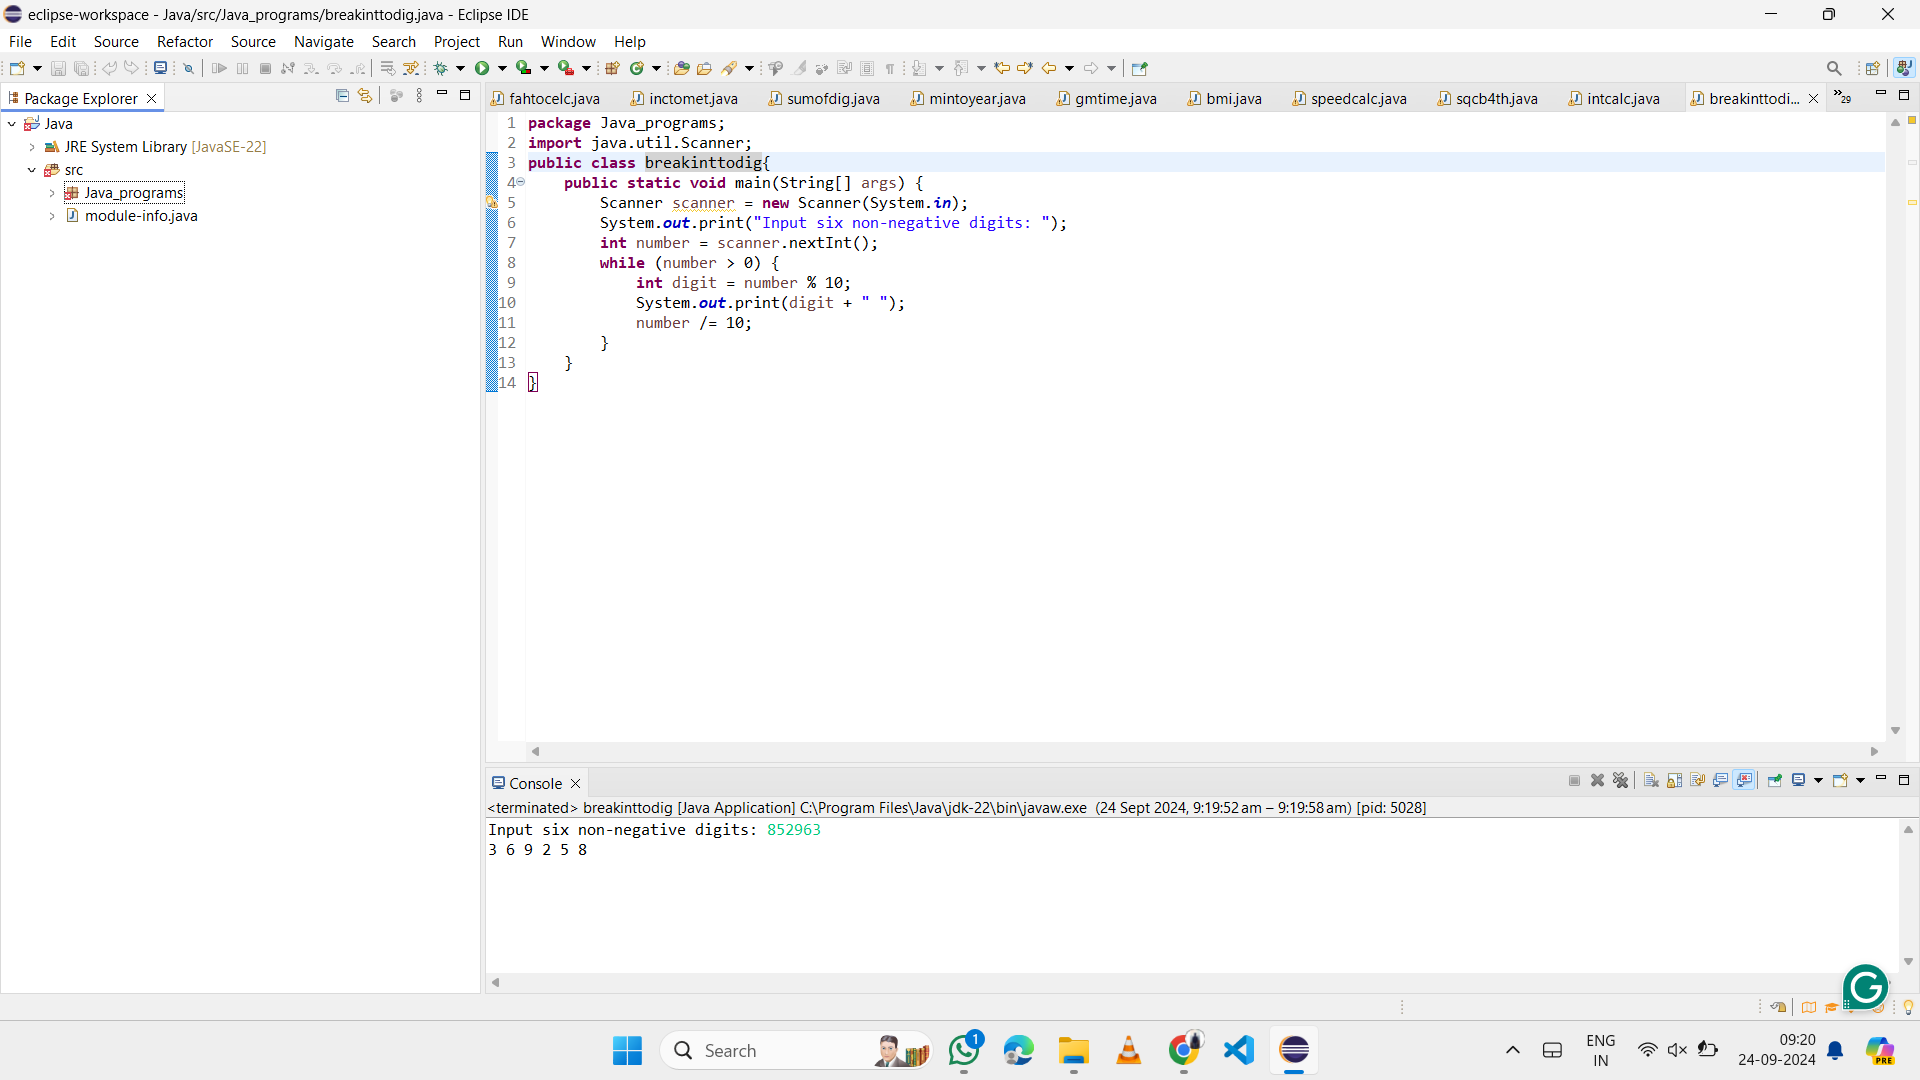 eclipse-workspace - Java/src/Java_programs/breakinttodig.java - Eclipse IDE
File Edit Source Refactor Source Navigate Search Project Run Window Help
Package Explorer
Java
JRE System Library [JavaSE-22]
src
Java_programs
module-info.java
fahtocelc.java inctomet.java sumofdig.java mintoyear.java gmtime.java bmi.java speedcalc.java sqcb4th.java intcalc.java breakinttodi... 29
1 package Java_programs;
2 import java.util.Scanner;
3 public class breakinttodig{
4 public static void main(String[] args) {
5 Scanner scanner = new Scanner(System.in);
6 System.out.print("Input six non-negative digits: ");
7 int number = scanner.nextInt();
8 while (number > 0) {
9 int digit = number % 10;
10 System.out.print(digit + " ");
11 number /= 10;
12 }
13 }
14 }
Console
<terminated> breakinttodig [Java Application] C:\Program Files\Java\jdk-22\bin\javaw.exe (24 Sept 2024, 9:19:52 am – 9:19:58 am) [pid: 5028]
Input six non-negative digits: 852963
3 6 9 2 5 8
Search
1
ENG
IN
09:20
24-09-2024
PRE